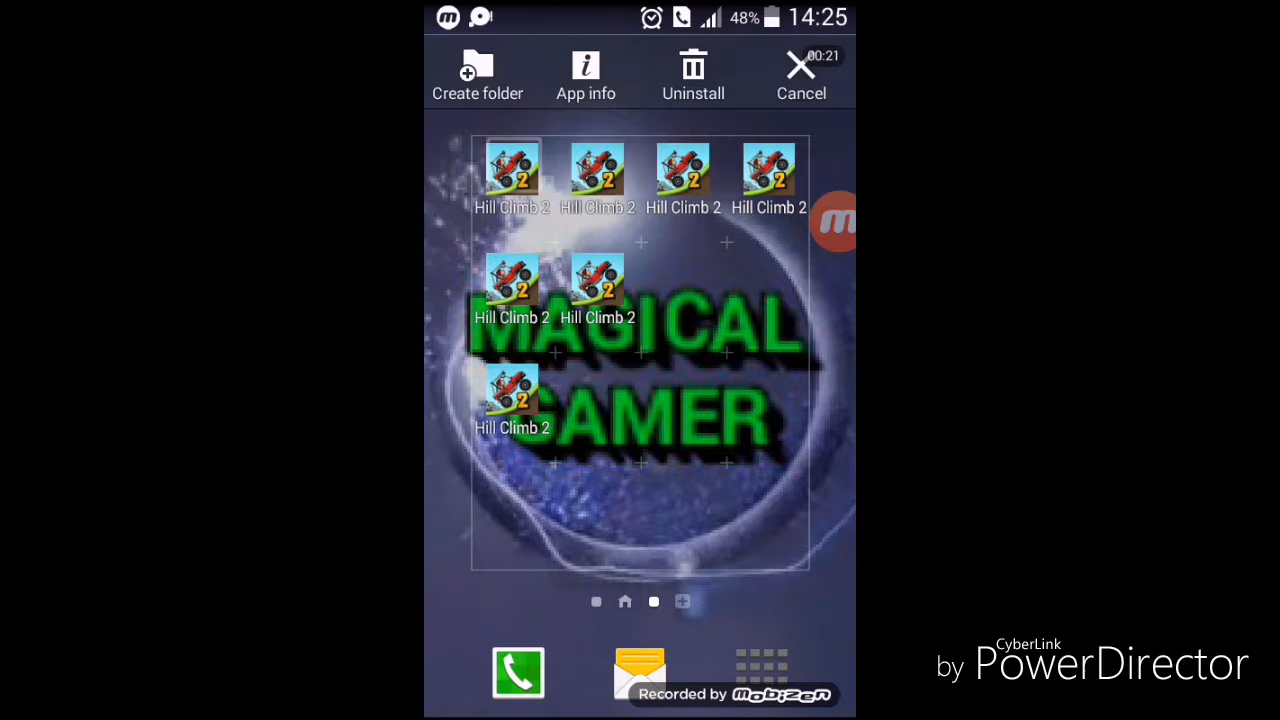 48% 14:25
00:21
Create folder App info Uninstall Cancel
Hill Climb 2 Hill Climb 2 Hill Climb 2 Hill Climb 2
Hill Climb 2 Hill Climb 2
MAGICAL
Hill Climb 2
GAMER
Recorded by mobizen
CyberLink
by PowerDirector